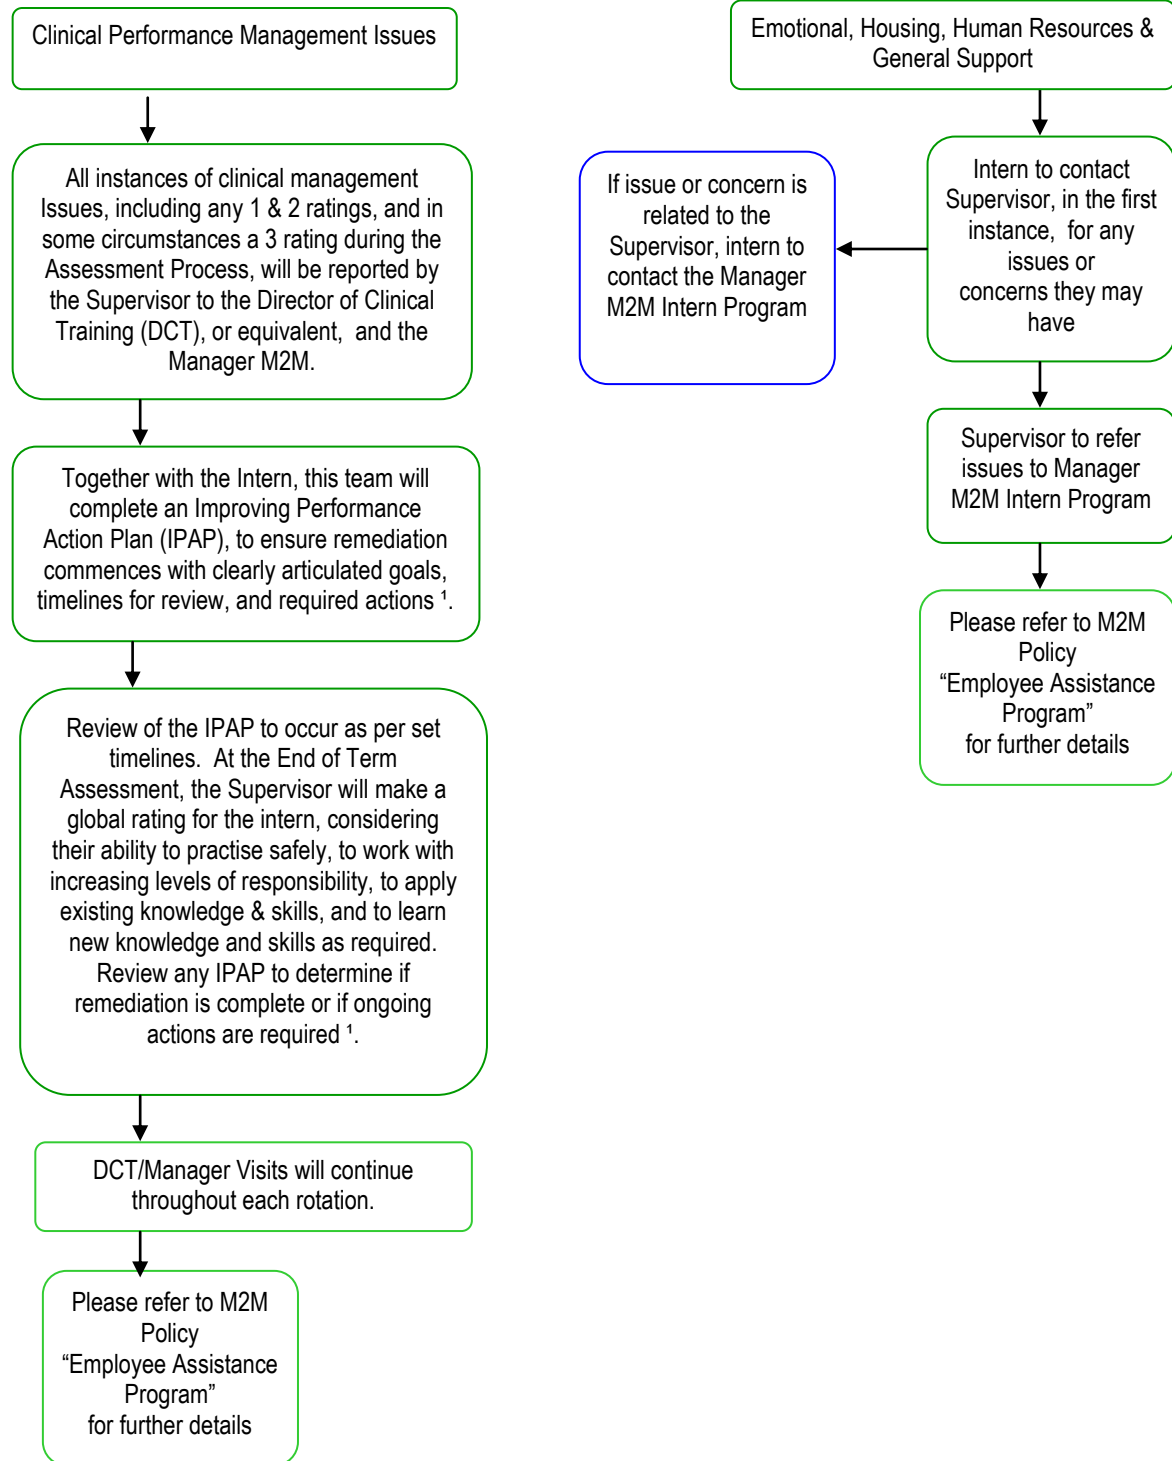 Clinical Performance Management Issues
All instances of clinical management
Issues, including any 1 & 2 ratings, and in
some circumstances a 3 rating during the
Assessment Process, will be reported by
the Supervisor to the Director of Clinical
Training (DCT), or equivalent, and the
Manager M2M.
Together with the Intern, this team will
complete an Improving Performance
Action Plan (IPAP), to ensure remediation
commences with clearly articulated goals,
timelines for review, and required actions ¹.
Review of the IPAP to occur as per set
timelines. At the End of Term
Assessment, the Supervisor will make a
global rating for the intern, considering
their ability to practise safely, to work with
increasing levels of responsibility, to apply
existing knowledge & skills, and to learn
new knowledge and skills as required.
Review any IPAP to determine if
remediation is complete or if ongoing
actions are required ¹.
DCT/Manager Visits will continue
throughout each rotation.
Please refer to M2M
Policy
“Employee Assistance
Program”
for further details
Emotional, Housing, Human Resources &
General Support
Intern to contact
Supervisor, in the first
instance, for any
issues or
concerns they may
have
If issue or concern is
related to the
Supervisor, intern to
contact the Manager
M2M Intern Program
Supervisor to refer
issues to Manager
M2M Intern Program
Please refer to M2M
Policy
“Employee Assistance
Program”
for further details